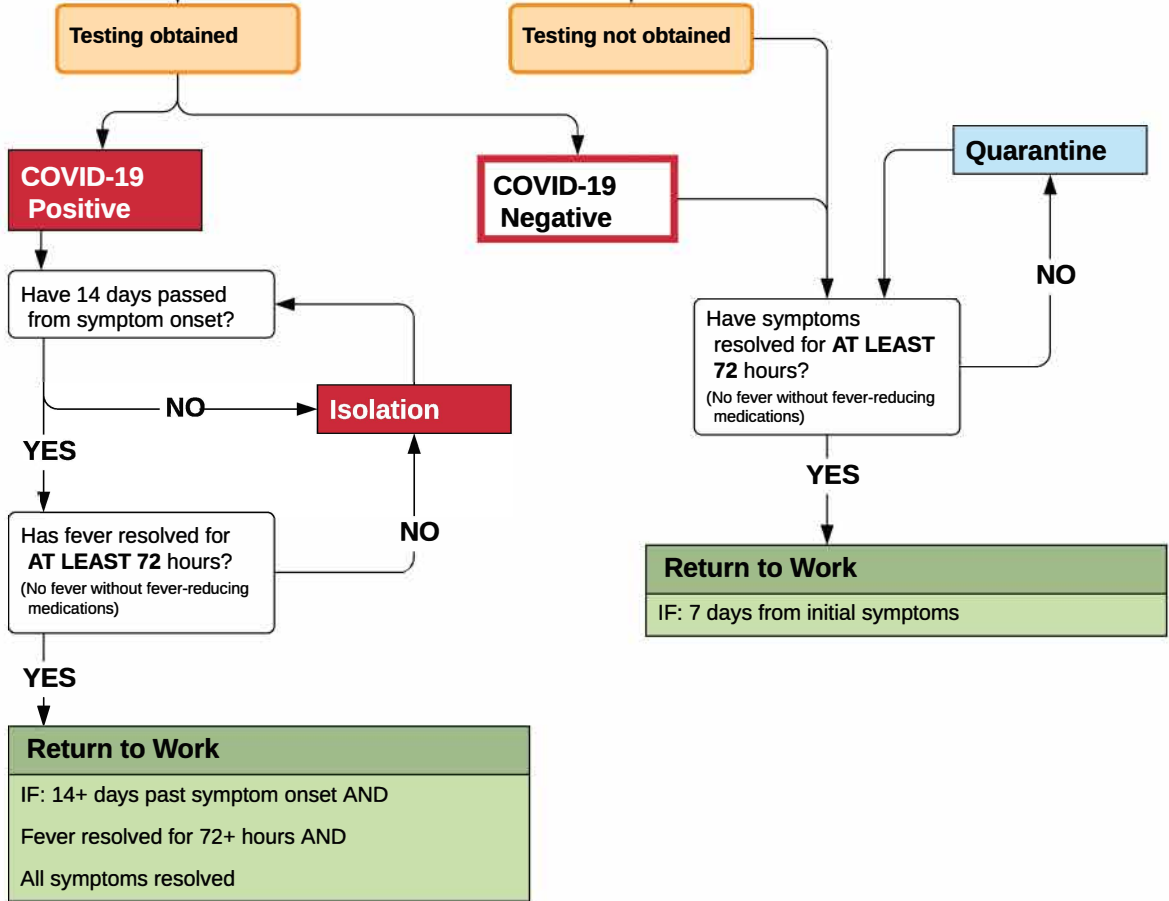 Testing obtained
Testing not obtained
COVID-19
Positive
COVID-19
Negative
Quarantine
Have 14 days passed
from symptom onset?
NO
Isolation
YES
Has fever resolved for
AT LEAST 72 hours?
(No fever without fever-reducing
medications)
NO
YES
Return to Work
IF: 14+ days past symptom onset AND
Fever resolved for 72+ hours AND
All symptoms resolved
NO
Have symptoms
resolved for AT LEAST
72 hours?
(No fever without fever-reducing
medications)
YES
Return to Work
IF: 7 days from initial symptoms